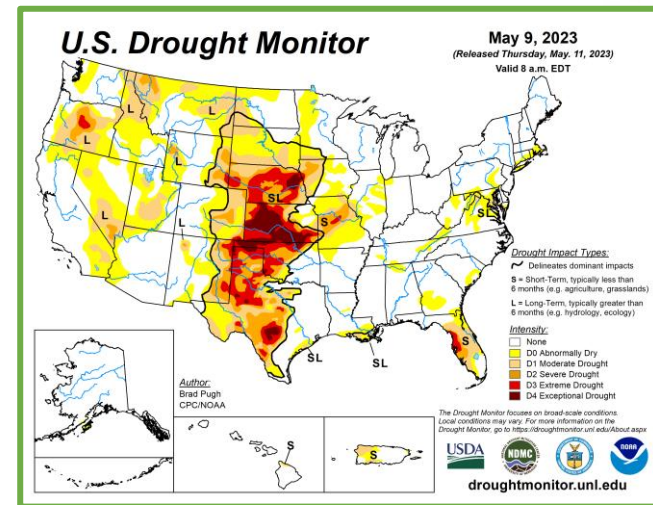 U.S. Drought Monitor
May 9, 2023
(Released Thursday, May. 11, 2023)
Valid 8 a.m. EDT
L
L
L
L
L
L
L
SL
S
SL
SL
SL
S
Drought Impact Types:
Delineates dominant impacts
S = Short-Term, typically less than
6 months (e.g. agriculture, grasslands)
L = Long-Term, typically greater than
6 months (e.g. hydrology, ecology)
Intensity:
None
D0 Abnormally Dry
D1 Moderate Drought
D2 Severe Drought
D3 Extreme Drought
D4 Exceptional Drought
Author:
Brad Pugh
CPC/NOAA
S
S
The Drought Monitor focuses on broad-scale conditions.
Local conditions may vary. For more information on the
Drought Monitor, go to https://droughtmonitor.unl.edu/About.aspx
USDA
NDMC
NOAA
droughtmonitor.unl.edu